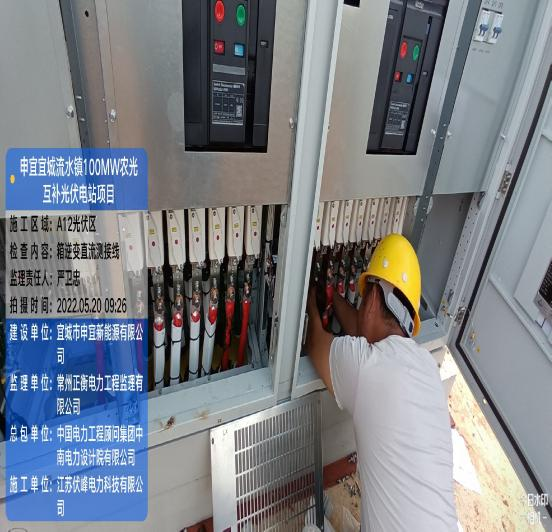 申宜宜城流水镇100MW农光
互补光伏电站项目
施工区域：A12光伏区
检查内容：箱逆变直流测接线
监理责任人：严卫忠
拍摄时间：2022.05.20 09:26
建设单位：宜城市申宜新能源有限公
司
监理单位：常州正衡电力工程监理有
限公司
总包单位：中国电力工程顾问集团中
南电力设计院有限公司
施工单位：江苏伏峰电力科技有限公
司